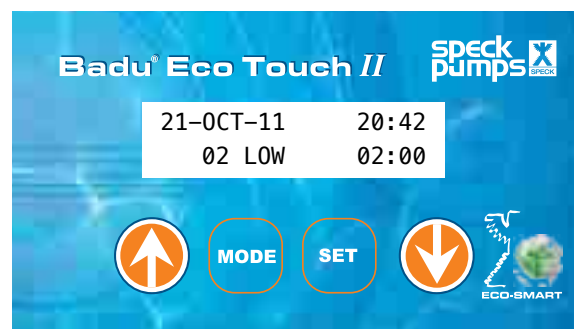 Badu® Eco Touch II
speck pumps SPECK
21-OCT-11 20:42
02 LOW 02:00
MODE SET
ECO-SMART